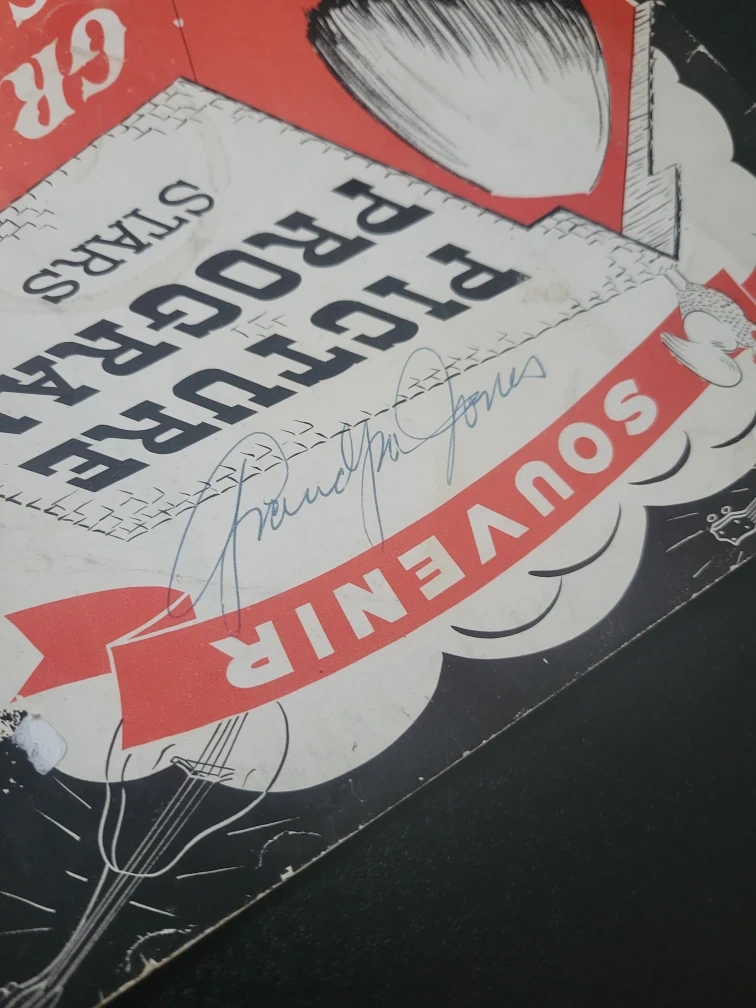 SOUVENIR
Grandpa Jones
PICTURE
PROGRA
STARS
GR